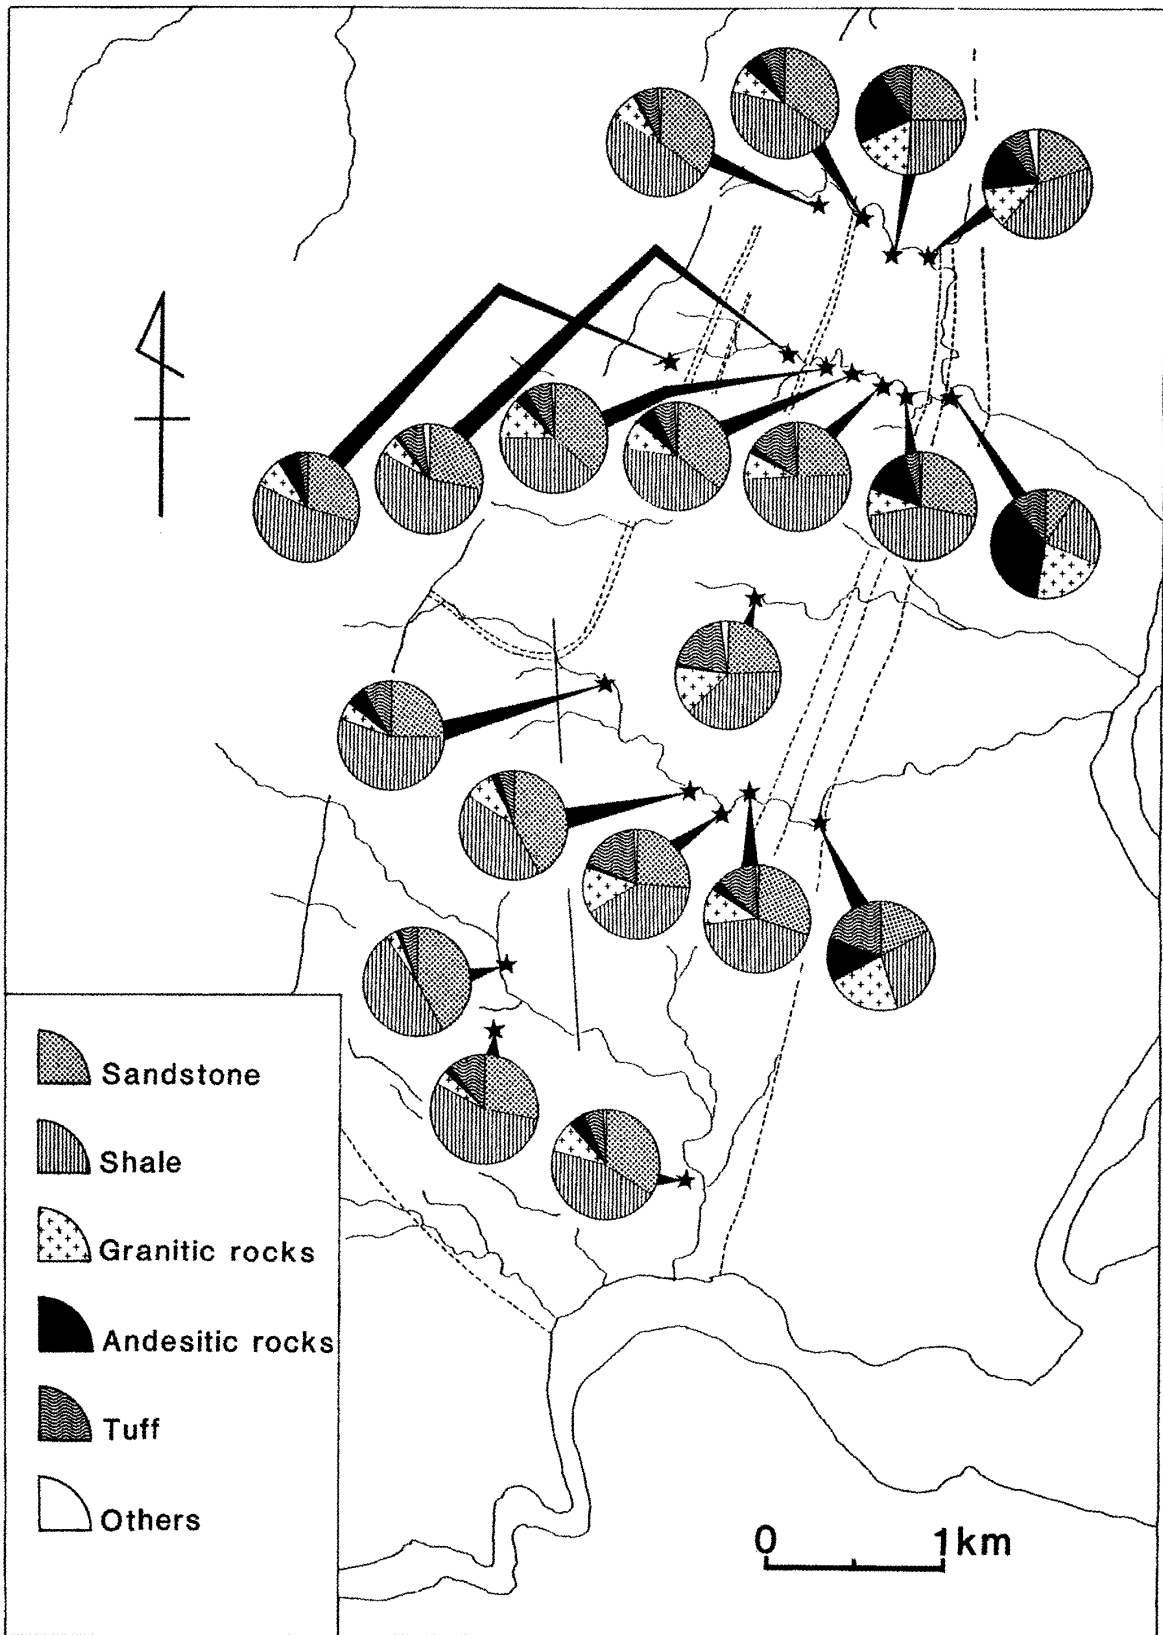 Sandstone
Shale
Granitic rocks
Andesitic rocks
Tuff
Others
0 1km